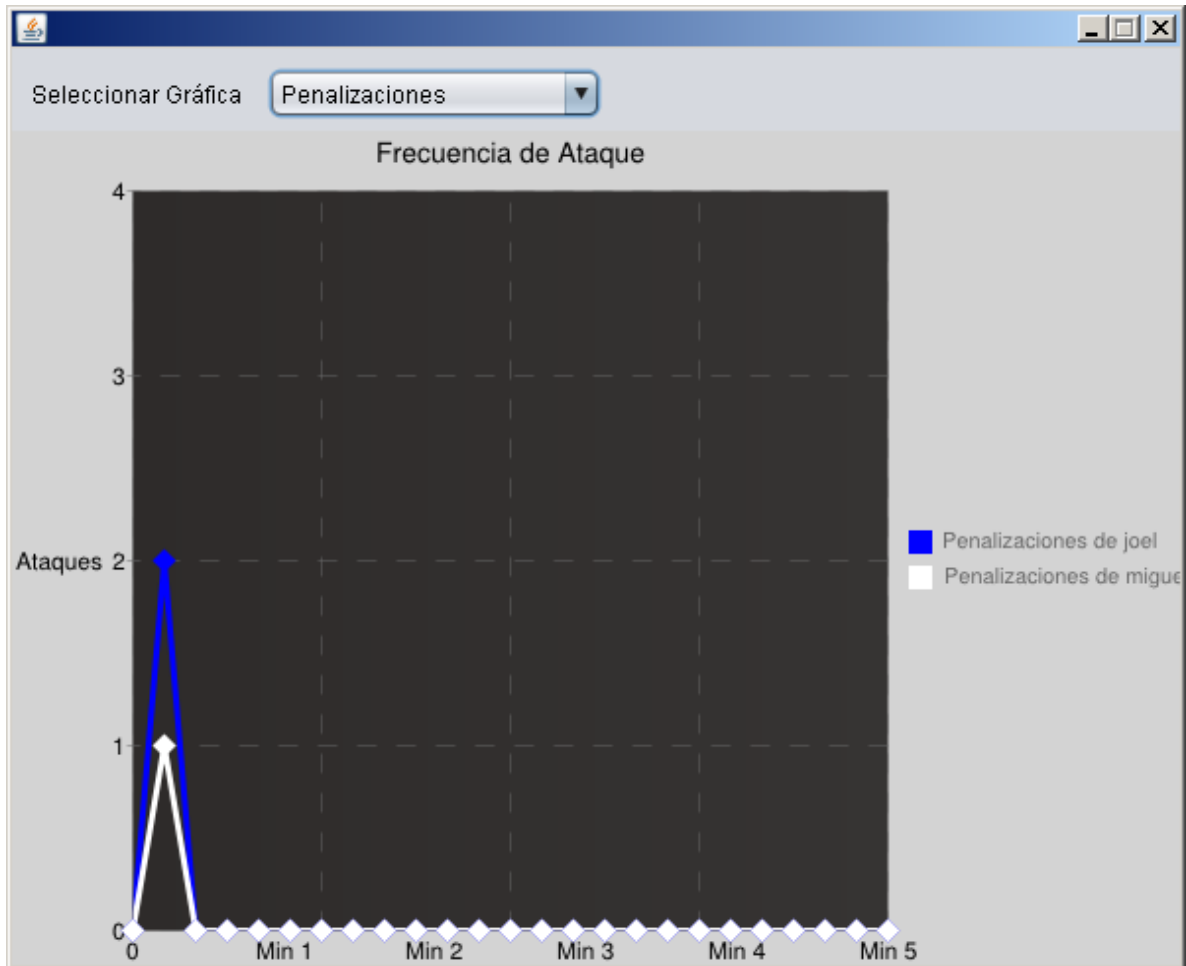 Seleccionar Gráfica Penalizaciones
Frecuencia de Ataque
4
3
Ataques 2
1
0
0 Min 1 Min 2 Min 3 Min 4 Min 5
Penalizaciones de joel
Penalizaciones de migue